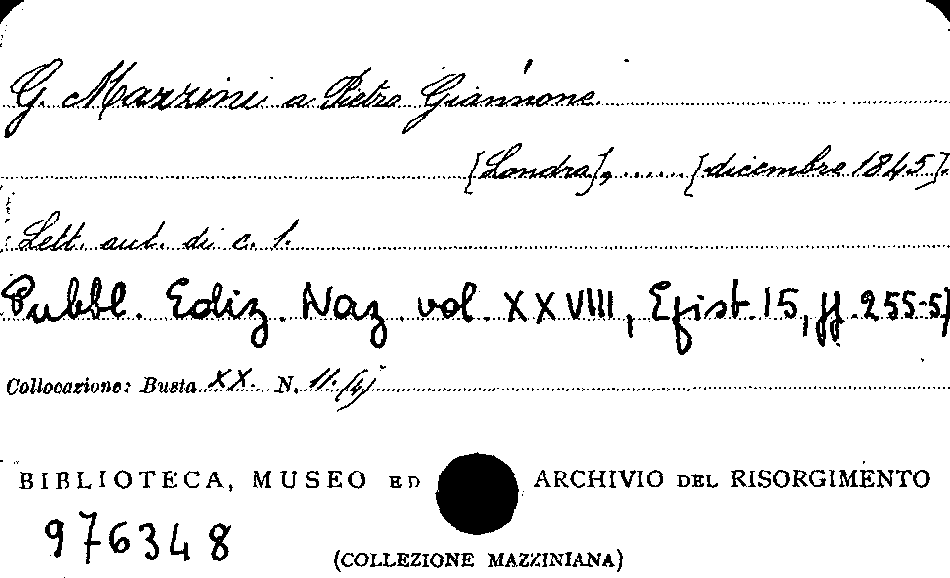 G. Mazzini a Pietro Giannone
[Londra], ...... [dicembre 1845].
Lett. aut. di c. 1.
Pubbl. Ediz. Naz. vol. XXVIII, Epist. 15, pp. 255-57
Collocazione: Busta XX. N. 11. (4)
BIBLIOTECA, MUSEO ED ARCHIVIO DEL RISORGIMENTO
976348
(COLLEZIONE MAZZINIANA)